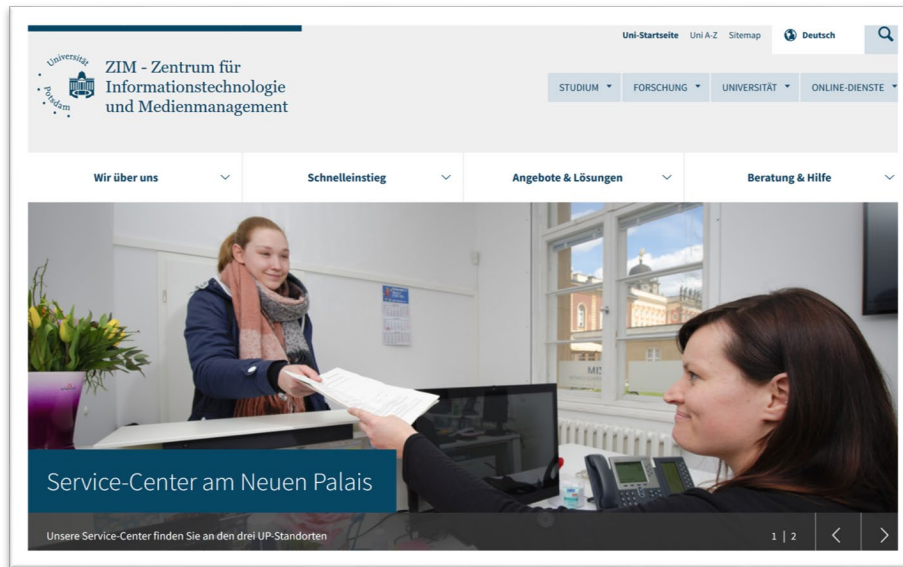 Uni-Startseite Uni A-Z Sitemap Deutsch
Universität Potsdam
ZIM - Zentrum für
Informationstechnologie
und Medienmanagement
STUDIUM FORSCHUNG UNIVERSITÄT ONLINE-DIENSTE
Wir über uns Schnelleinstieg Angebote & Lösungen Beratung & Hilfe
Service-Center am Neuen Palais
Unsere Service-Center finden Sie an den drei UP-Standorten
1 | 2